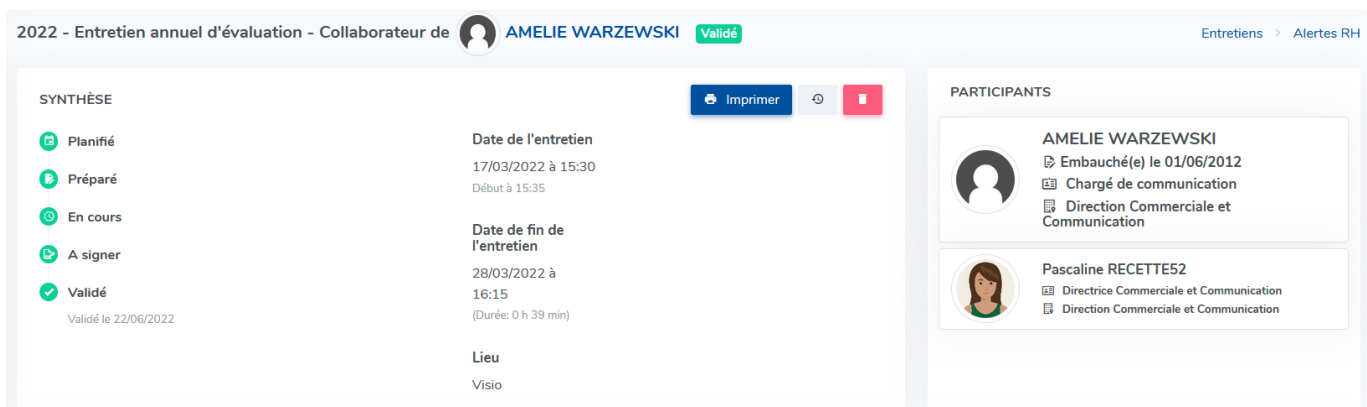 2022 - Entretien annuel d'évaluation - Collaborateur de AMELIE WARZEWSKI Validé
Entretiens > Alertes RH
SYNTHÈSE
Imprimer
Planifié
Préparé
En cours
A signer
Validé
Validé le 22/06/2022
Date de l'entretien
17/03/2022 à 15:30
Début à 15:35
Date de fin de
l'entretien
28/03/2022 à
16:15
(Durée: 0 h 39 min)
Lieu
Visio
PARTICIPANTS
AMELIE WARZEWSKI
Embauché(e) le 01/06/2012
Chargé de communication
Direction Commerciale et
Communication
Pascaline RECETTE52
Directrice Commerciale et Communication
Direction Commerciale et Communication